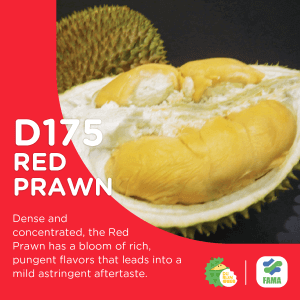 D175
RED
PRAWN
Dense and
concentrated, the Red
Prawn has a bloom of rich,
pungent flavors that leads into a
mild astringent aftertaste.
FAMA